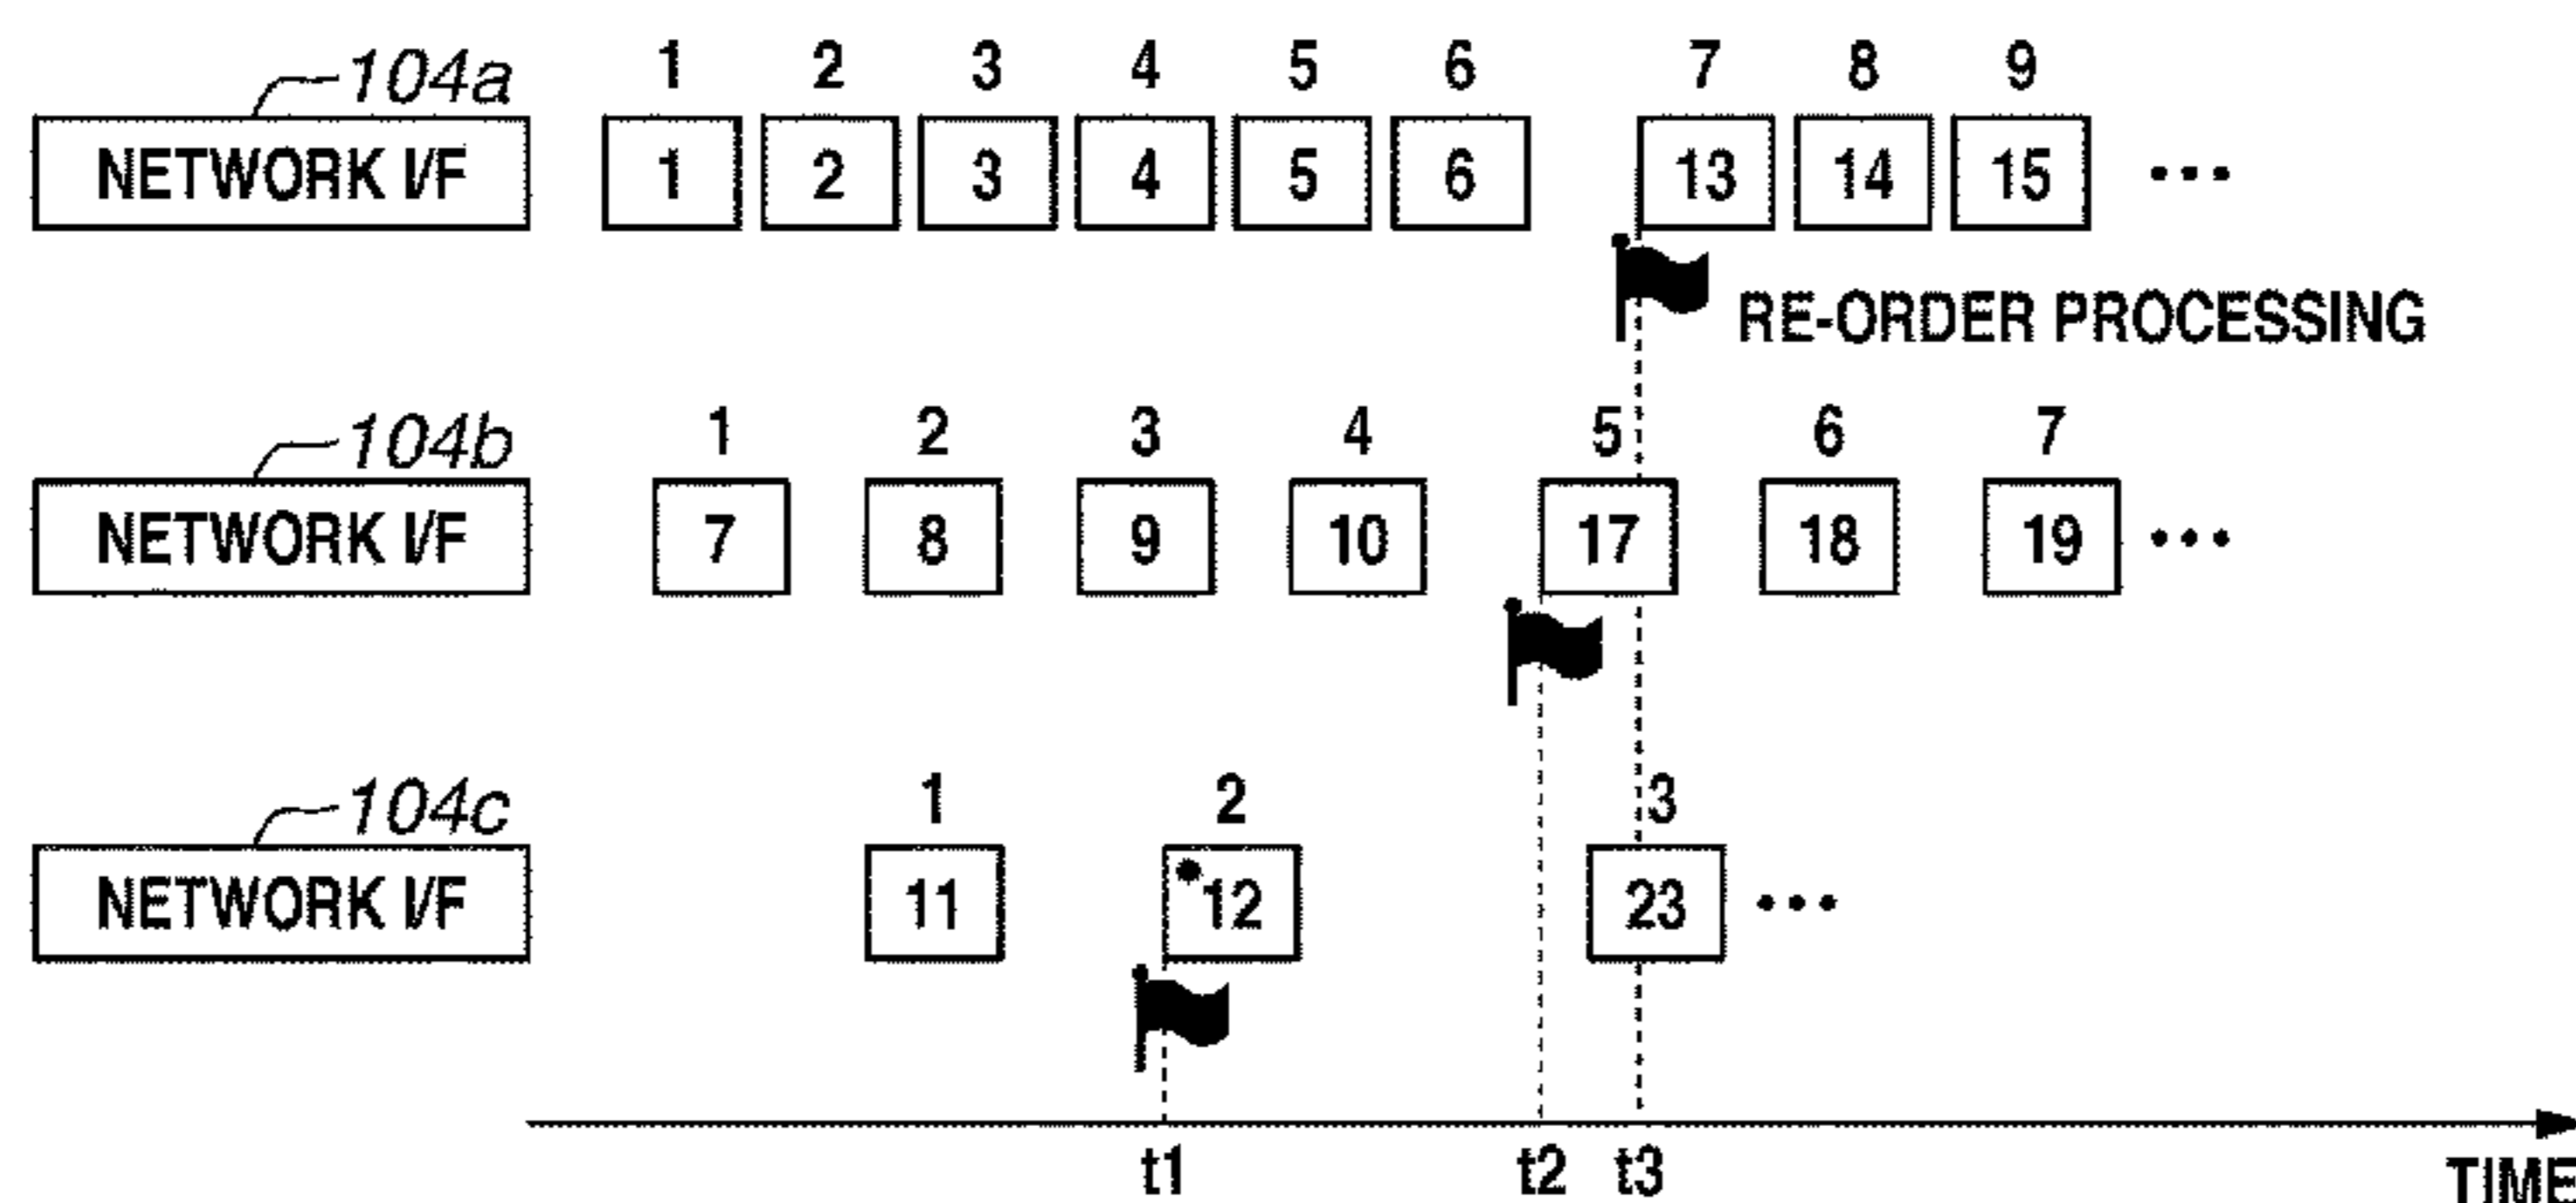 104a 1 2 3 4 5 6 7 8 9
NETWORK I/F 1 2 3 4 5 6 13 14 15 •••
RE-ORDER PROCESSING
104b 1 2 3 4 5 6 7
NETWORK I/F 7 8 9 10 17 18 19 •••
104c 1 2 3
NETWORK I/F 11 12 23 •••
t1 t2 t3
TIME